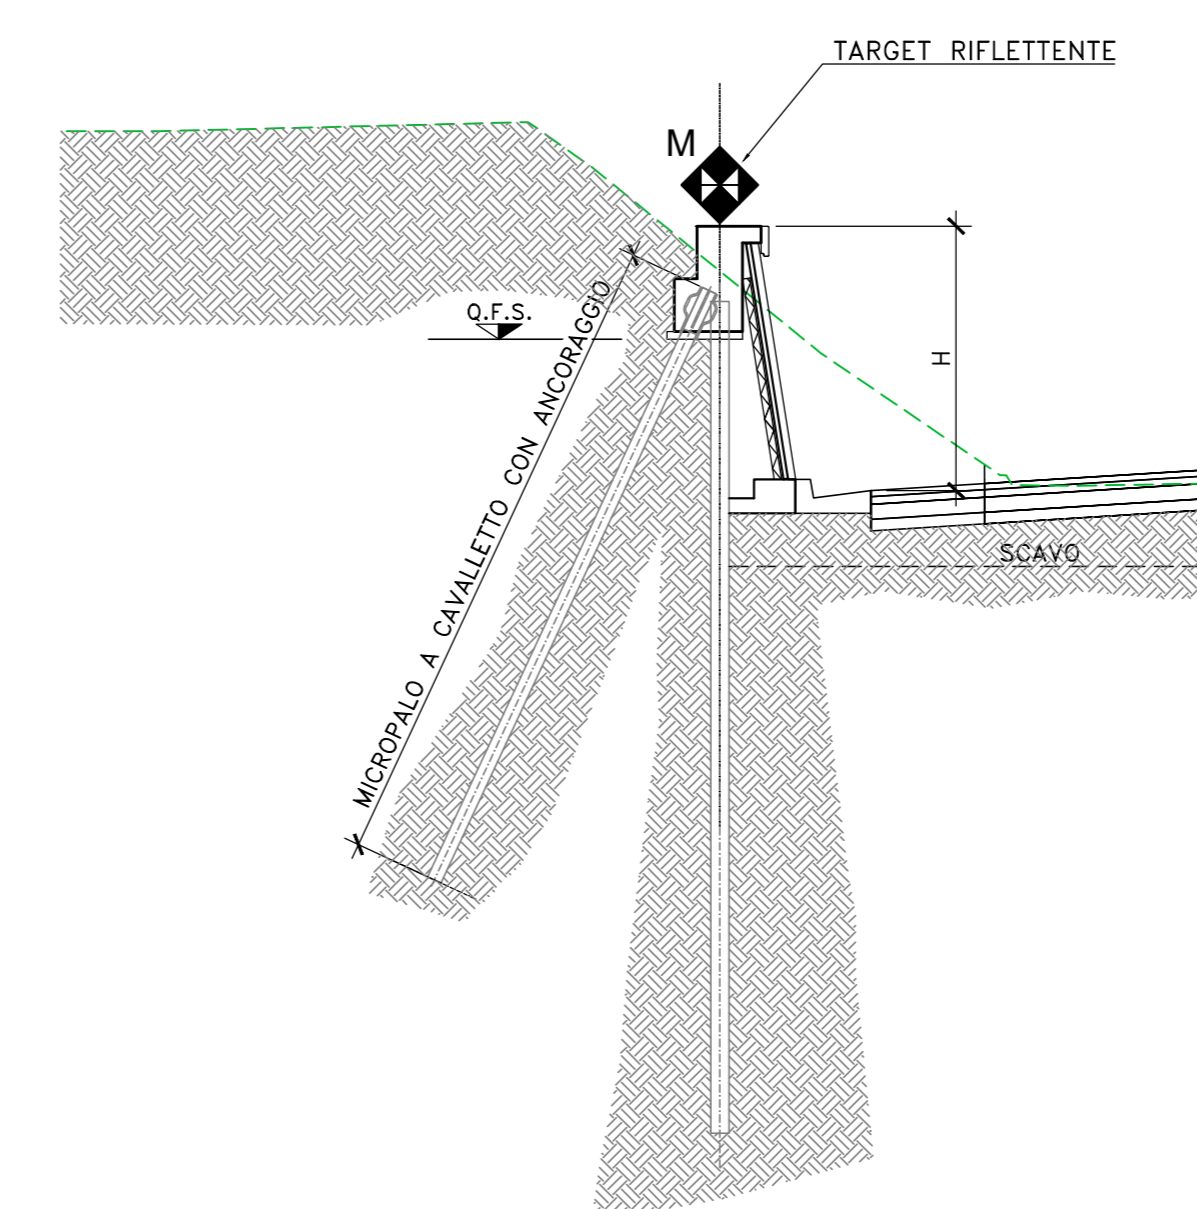 TARGET RIFLETTENTE
M
Q.F.S.
MICROPALO A CAVALLETTO CON ANCORAGGIO
H
SCAVO